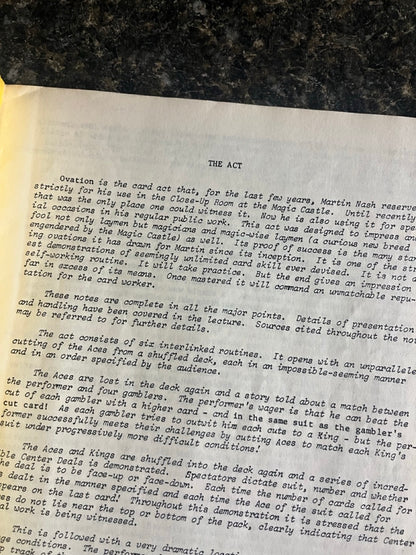 THE ACT
Ovation is the card act that, for the last few years, Martin Nash reserve
strictly for his use in the Close-Up Room at the Magic Castle. Until recently
that was the only place one could witness it. Now he is also using it for spe
ial occasions in his regular public work. This act was designed to impress an
fool not only laymen but magicians and magic-wise laymen (a curious new breed
engendered by the Magic Castle) as well. Its proof of success is the many stan
ing ovations it has drawn for Martin since its inception. It is one of the str
est demonstrations of seemingly unlimited card skill ever devised. It is not a
self-working routine. It will take practice. But the end gives an impression
far in excess of its means. Once mastered it will command an unmatchable repu
tation for the card worker.
These notes are complete in all the major points. Details of presentation
and handling have been covered in the lecture. Sources cited throughout the not
may be referred to for further details.
The act consists of six interlinked routines. It opens with an unparallele
cutting of the Aces from a shuffled deck, each in an impossible-seeming manner
and in an order specified by the audience.
The Aces are lost in the deck again and a story told about a match between
the performer and four gamblers. The performer's wager is that he can beat the
cut of each gambler with a higher card - and in the same suit as the gambler's
cut card! As each gambler tries to outwit him each cuts to a King - but the per-
former successfully meets their challenges by cutting Aces to match each King's
suit under progressively more difficult conditions!
The Aces and Kings are shuffled into the deck again and a series of incred-
ble Center Deals is demonstrated. Spectators dictate suit, number and whether
he deal is to be face-up or face-down. Each time the number of cards called for
s dealt in the manner specified and each time the Ace of the suit called for
pears on the last card! Throughout this demonstration it is stressed that the
es do not lie near the top or bottom of the pack, clearly indicating that Center
al work is being witnessed.
This is followed with a very dramatic
ge conditions. The